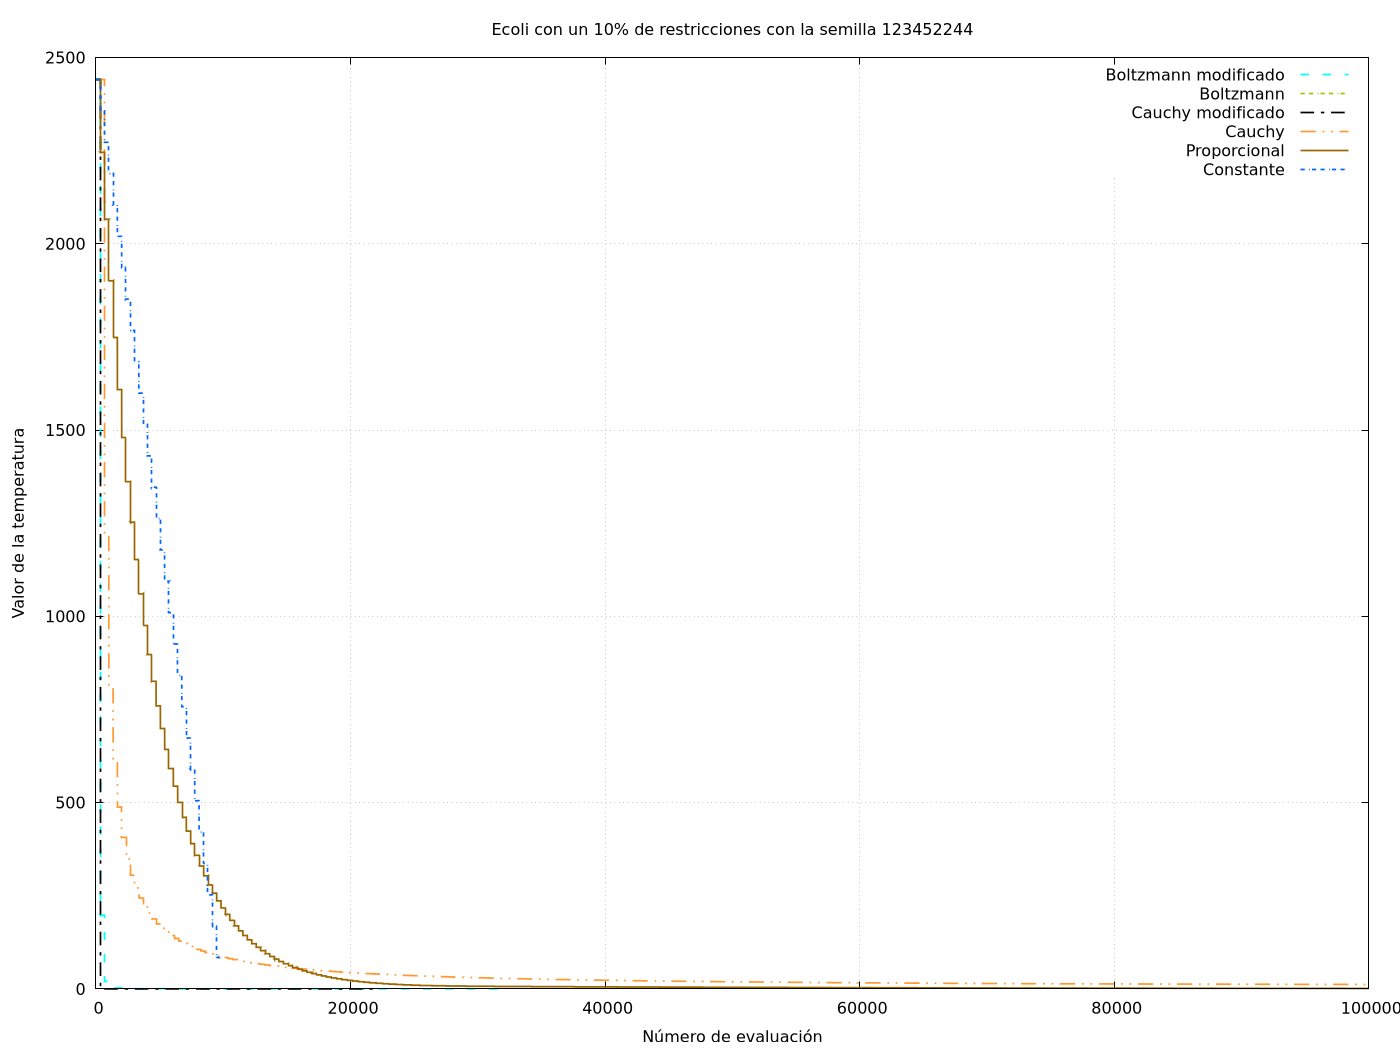 Ecoli con un 10% de restricciones con la semilla 123452244
2500
2000
1500
1000
500
0
Valor de la temperatura
Boltzmann modificado
Boltzmann
Cauchy modificado
Cauchy
Proporcional
Constante
0 20000 40000 60000 80000 100000
Número de evaluación